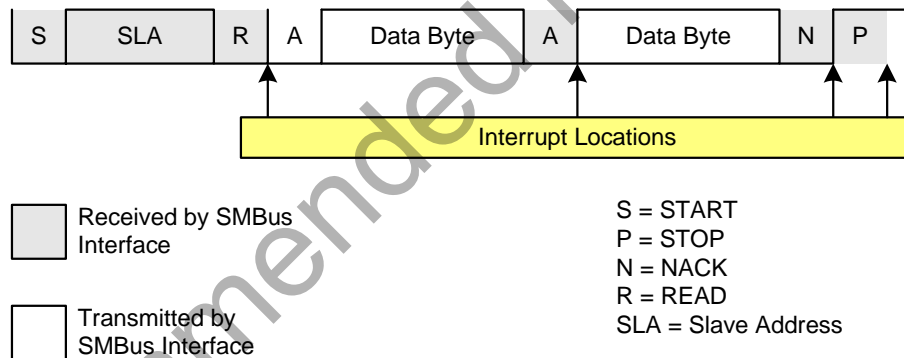 S SLA R A Data Byte A Data Byte N P
Interrupt Locations
Received by SMBus
Interface
Transmitted by
SMBus Interface
S = START
P = STOP
N = NACK
R = READ
SLA = Slave Address